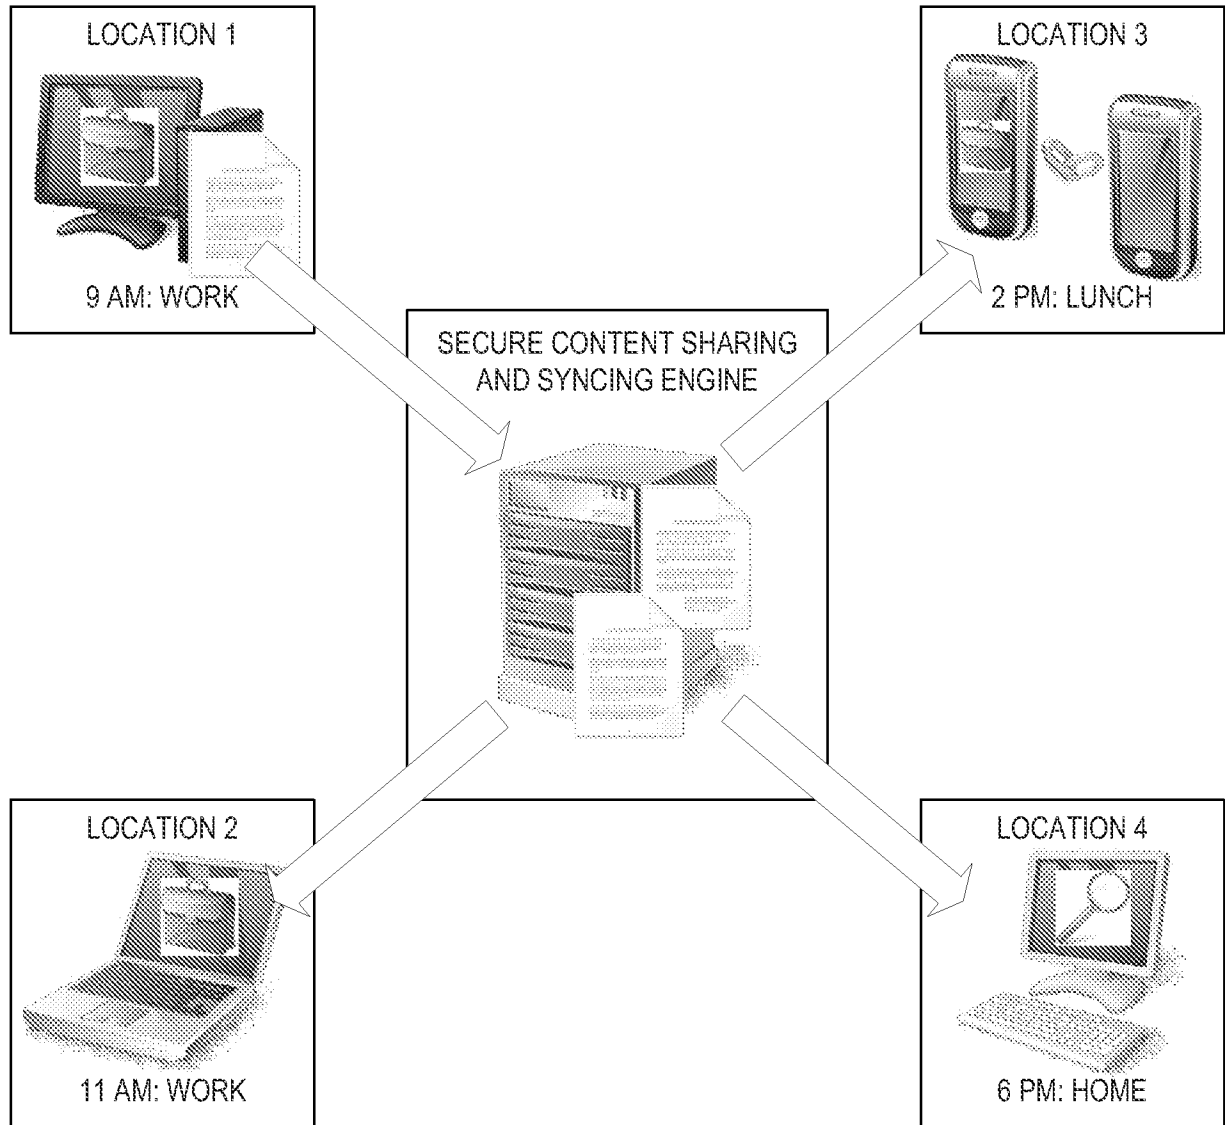 LOCATION 1
9 AM: WORK
LOCATION 3
2 PM: LUNCH
SECURE CONTENT SHARING
AND SYNCING ENGINE
LOCATION 2
11 AM: WORK
LOCATION 4
6 PM: HOME